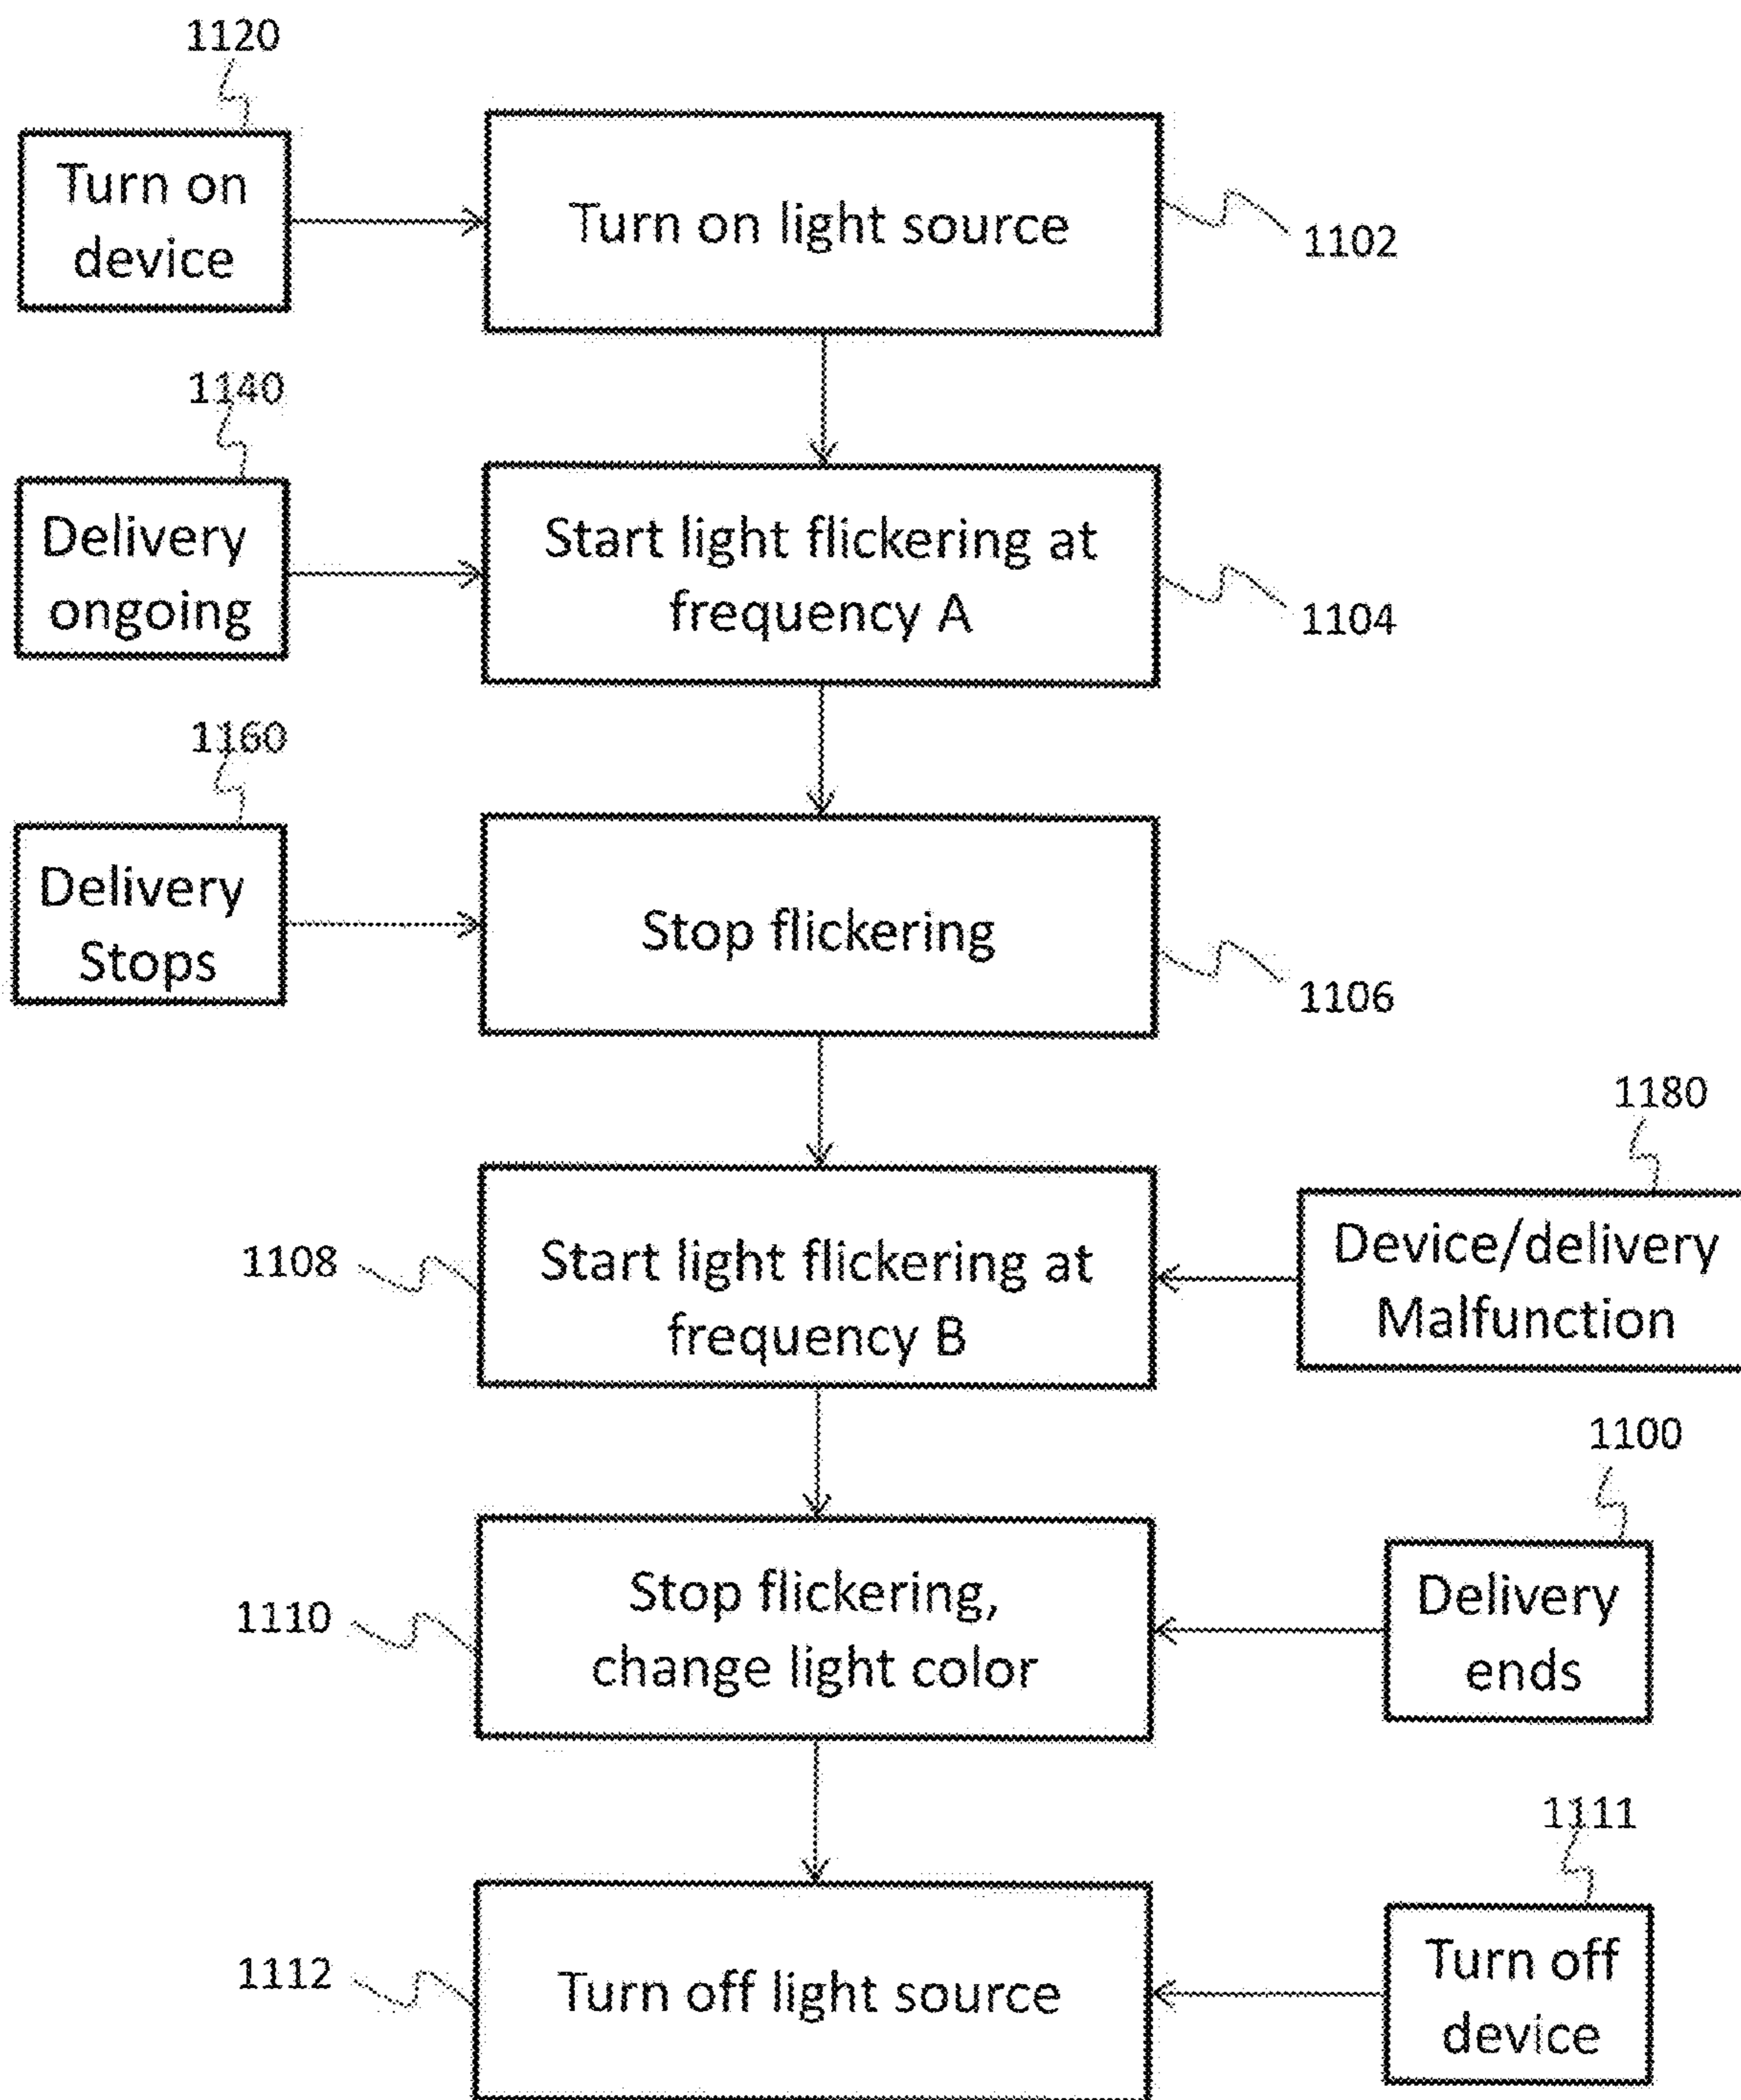 1120
Turn on
device
Turn on light source
1102
1140
Delivery
ongoing
Start light flickering at
frequency A
1104
1160
Delivery
Stops
Stop flickering
1106
1180
1108
Start light flickering at
frequency B
Device/delivery
Malfunction
1100
1110
Stop flickering,
change light color
Delivery
ends
1111
1112
Turn off light source
Turn off
device